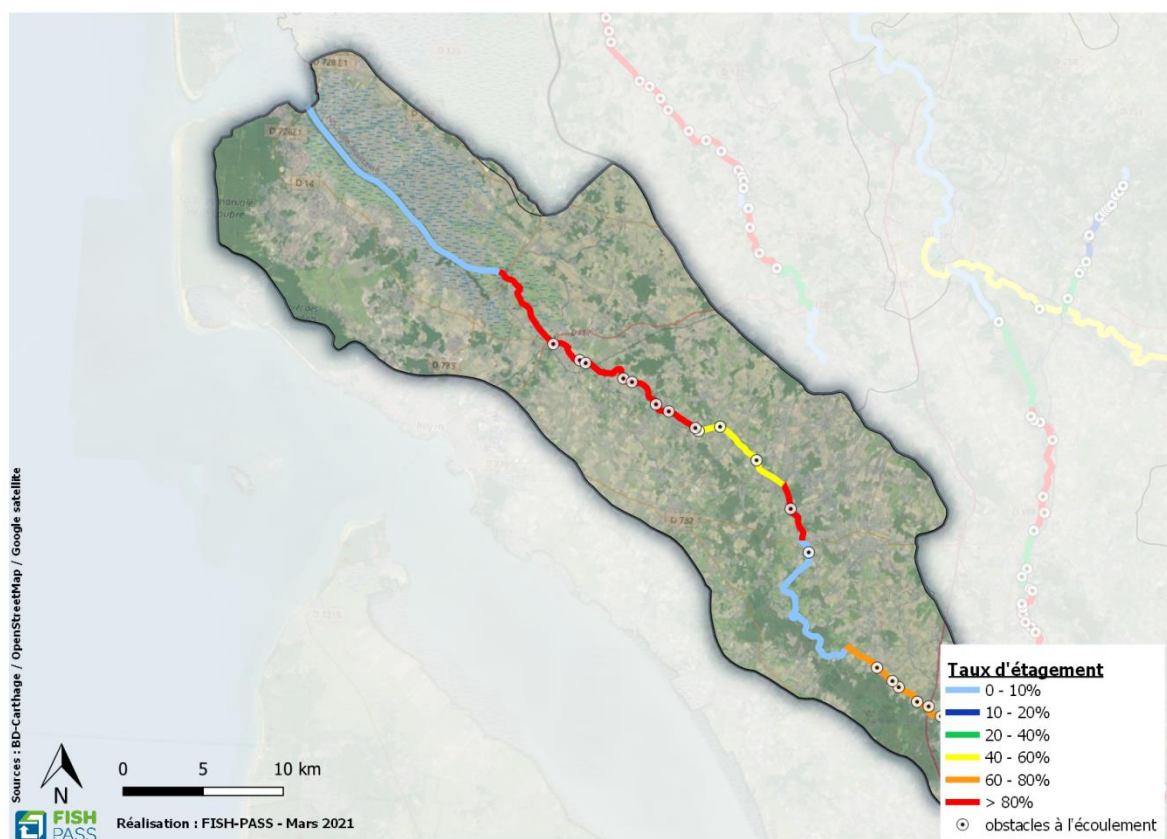 D 728 E1
D 728E1
D 14
D 733
D 732
Sources : BD-Carthage / OpenStreetMap / Google satellite
N
0 5 10 km
FISH
PASS
Réalisation : FISH-PASS - Mars 2021
Taux d'étagement
0 - 10%
10 - 20%
20 - 40%
40 - 60%
60 - 80%
> 80%
obstacles à l'écoulement